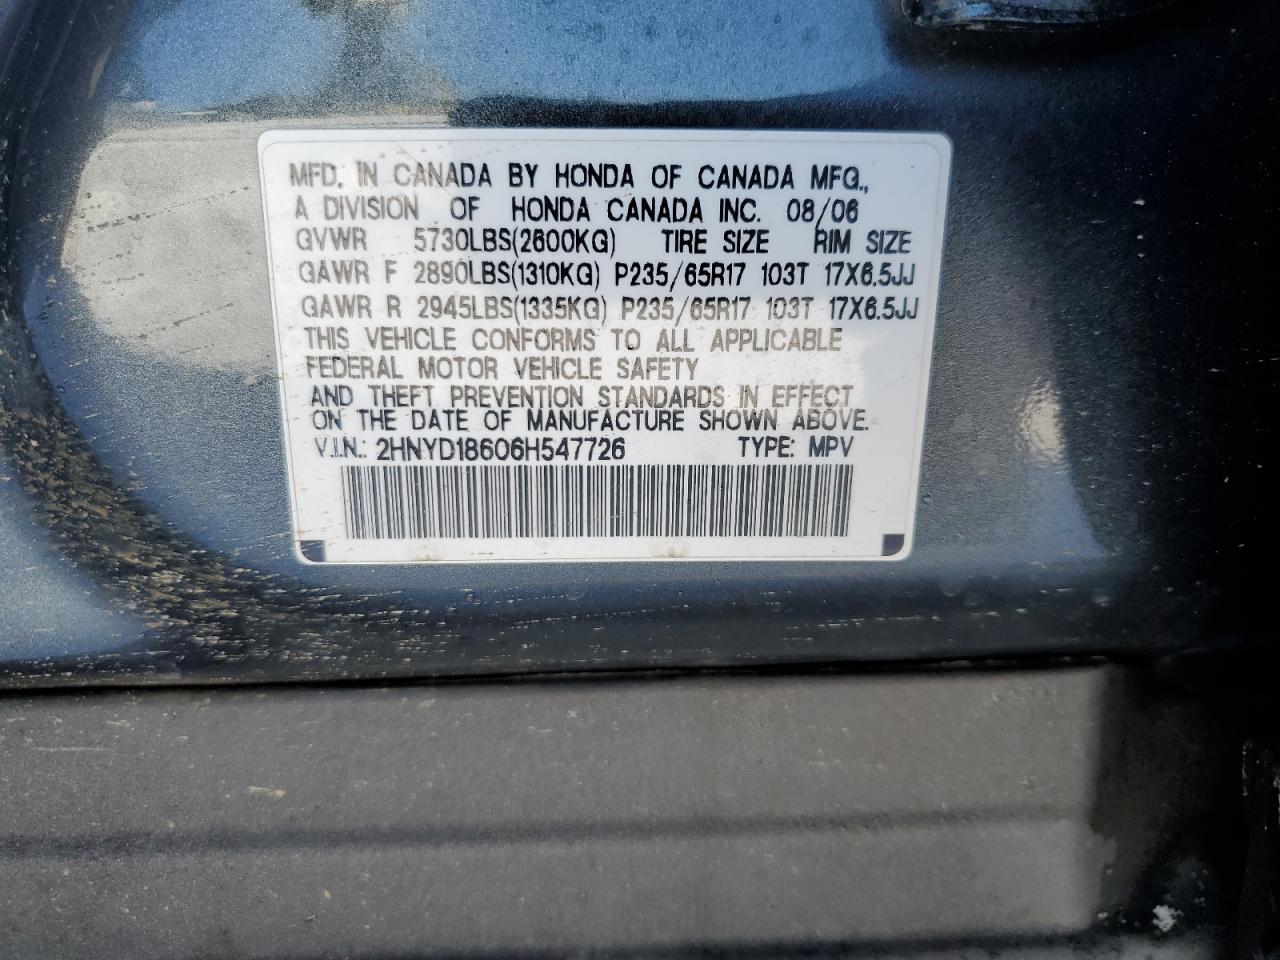 MFD. IN CANADA BY HONDA OF CANADA MFG.,
A DIVISION OF HONDA CANADA INC. 08/06
GVWR 5730LBS(2600KG) TIRE SIZE RIM SIZE
GAWR F 2890LBS(1310KG) P235/65R17 103T 17X6.5JJ
GAWR R 2945LBS(1335KG) P235/65R17 103T 17X6.5JJ
THIS VEHICLE CONFORMS TO ALL APPLICABLE
FEDERAL MOTOR VEHICLE SAFETY
AND THEFT PREVENTION STANDARDS IN EFFECT
ON THE DATE OF MANUFACTURE SHOWN ABOVE.
V.I.N.: 2HNYD18606H547726 TYPE: MPV